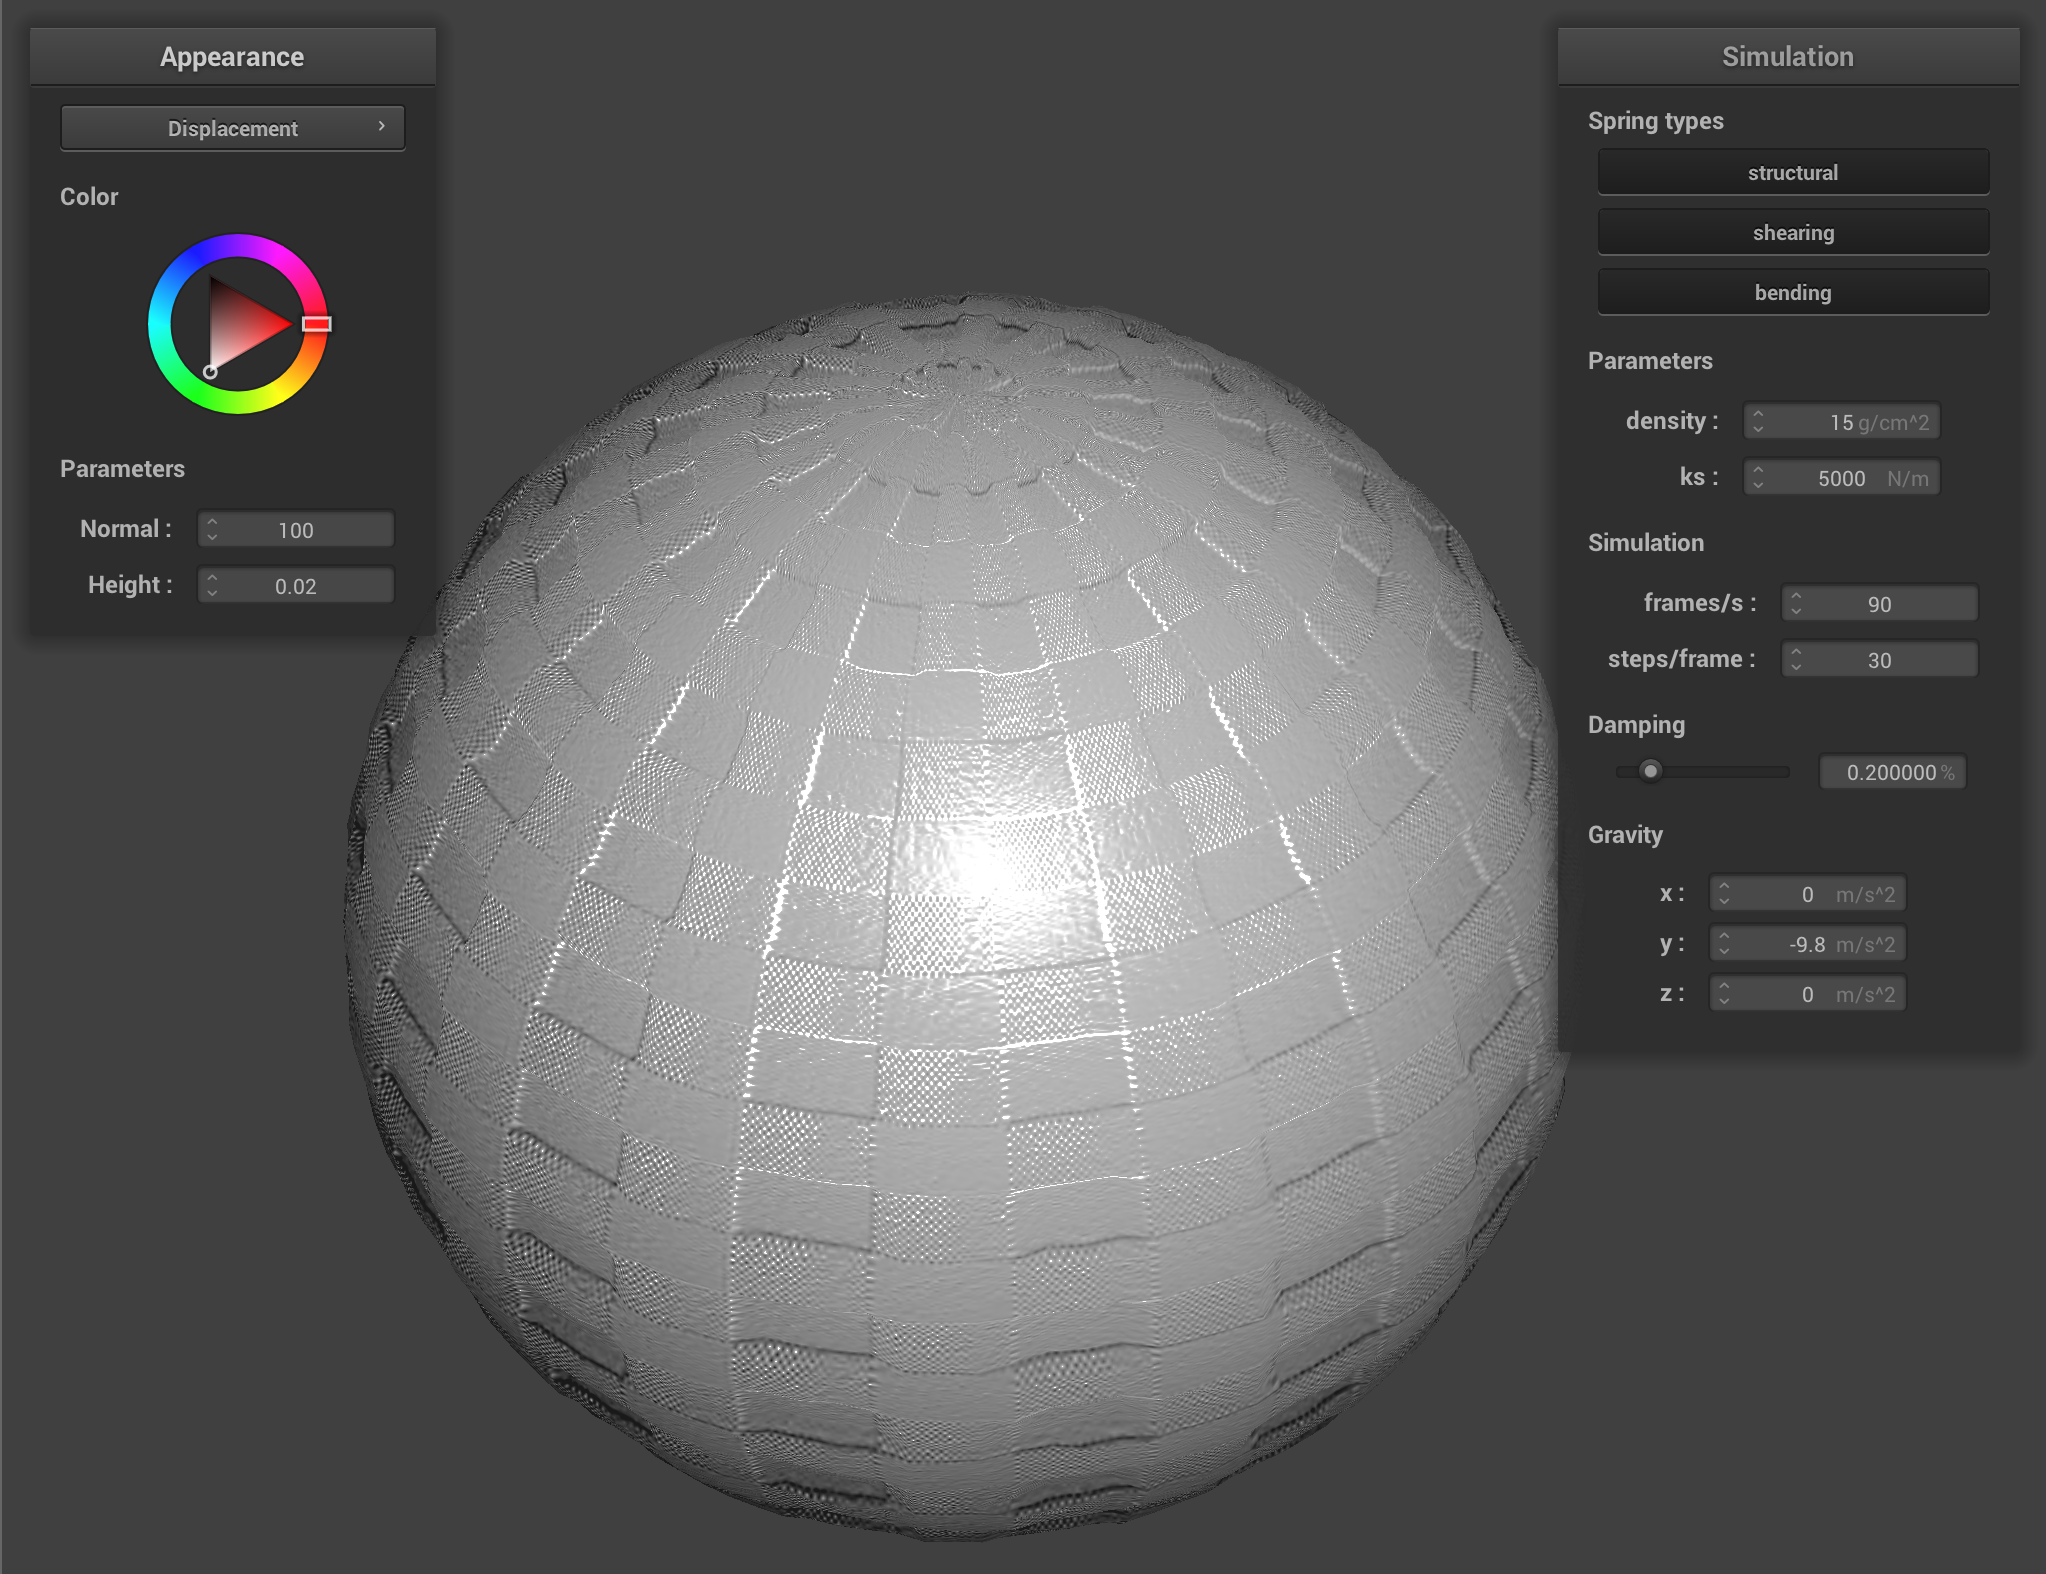 Appearance
Displacement
Color
Parameters
Normal : 100
Height : 0.02
Simulation
Spring types
structural
shearing
bending
Parameters
density : 15 g/cm^2
ks : 5000 N/m
Simulation
frames/s : 90
steps/frame : 30
Damping
0.200000 %
Gravity
x : 0 m/s^2
y : -9.8 m/s^2
z : 0 m/s^2